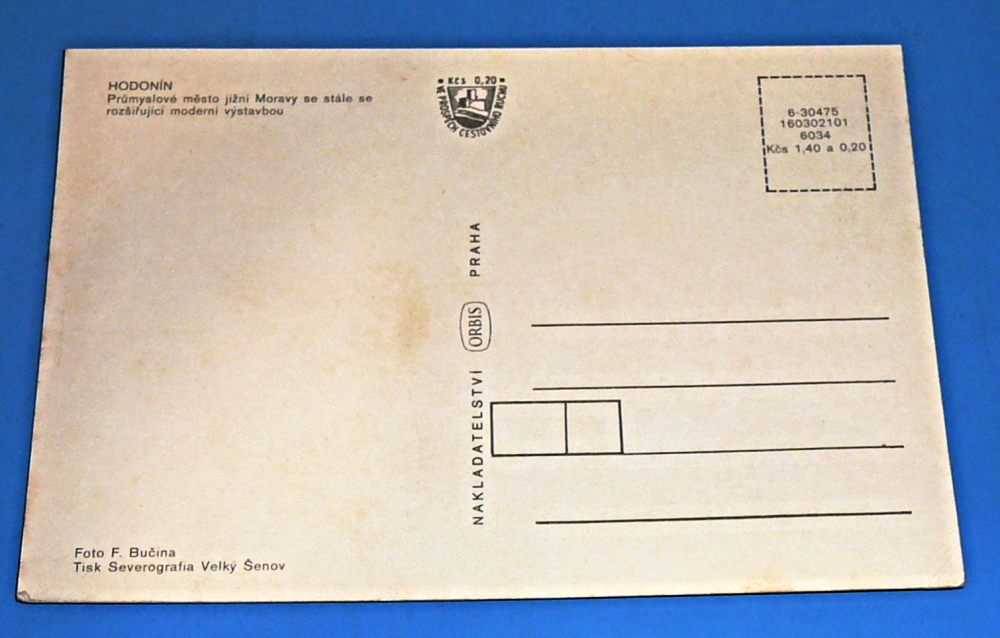 HODONÍN
Průmyslové město jižní Moravy se stále se
rozšiřující moderní výstavbou
Kčs 0,20
VE PROSPĚCH CESTOVNÍHO RUCHU
6-30475
160302101
6034
Kčs 1,40 a 0,20
NAKLADATELSTVÍ ORBIS PRAHA
Foto F. Bučina
Tisk Severografia Velký Šenov